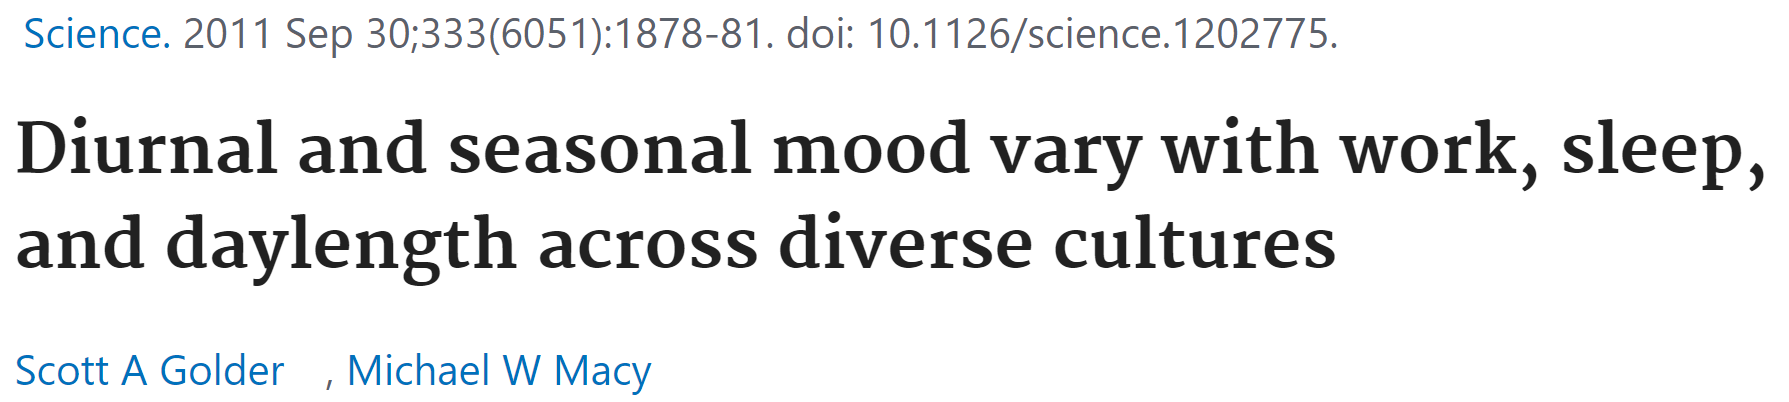 Science. 2011 Sep 30;333(6051):1878-81. doi: 10.1126/science.1202775.
Diurnal and seasonal mood vary with work, sleep,
and daylength across diverse cultures
Scott A Golder , Michael W Macy